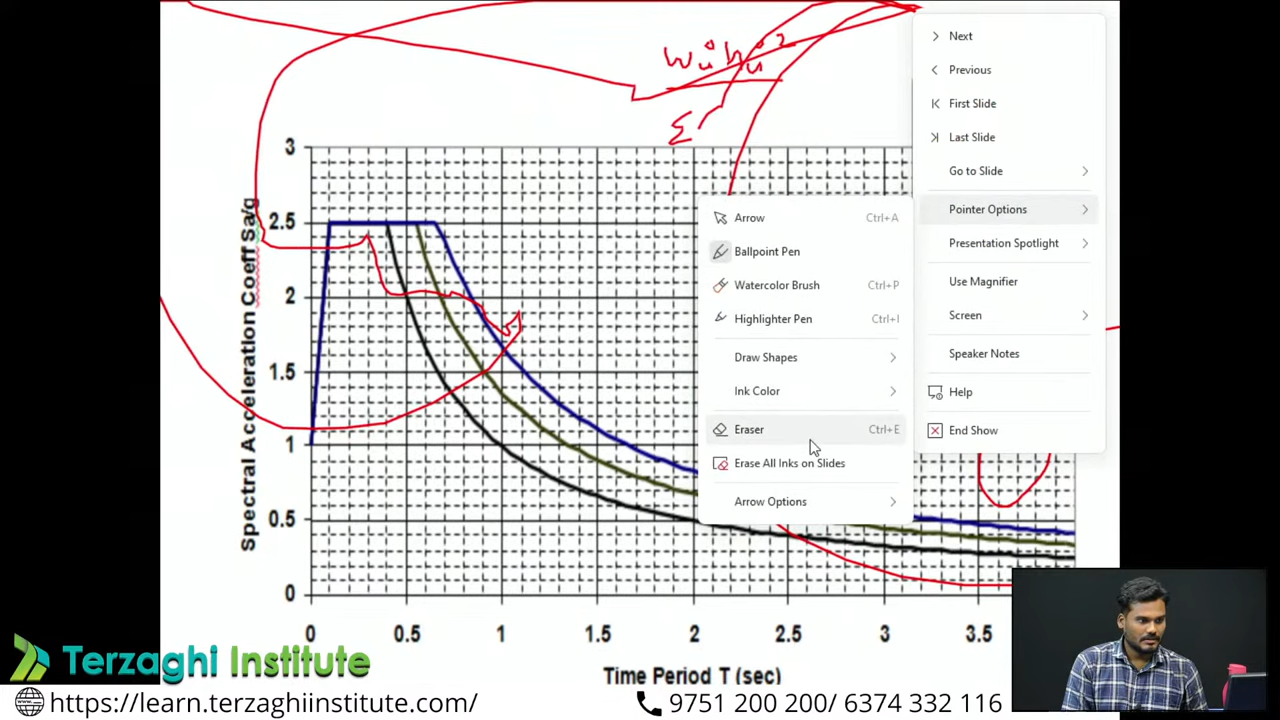 Wi hi²
Σ
Next
Previous
First Slide
Last Slide
Go to Slide
Pointer Options
Presentation Spotlight
Use Magnifier
Screen
Speaker Notes
Help
End Show
Arrow Ctrl+A
Ballpoint Pen
Watercolor Brush Ctrl+P
Highlighter Pen Ctrl+I
Draw Shapes
Ink Color
Eraser Ctrl+E
Erase All Inks on Slides
Arrow Options
Spectral Acceleration Coeff Sa/g
3
2.5
2
1.5
1
0.5
0
0 0.5 1 1.5 2 2.5 3 3.5
Time Period T (sec)
Terzaghi Institute
https://learn.terzaghiinstitute.com/
9751 200 200/ 6374 332 116